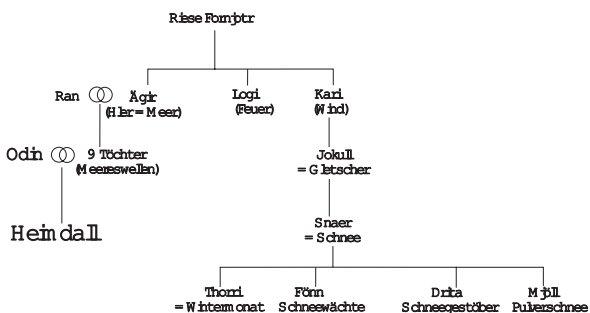 Riese Fornjotr
Ran Ägir Logi Kari
(Hler = Meer) (Feuer) (Wind)
Odin 9 Töchter Jokull
(Meereswellen) = Gletscher
Heimdall
Snaer
= Schnee
Thorri Fönn Drifa Mjöll
= Wintermonat Schneewächte Schneegestöber Pulverschnee